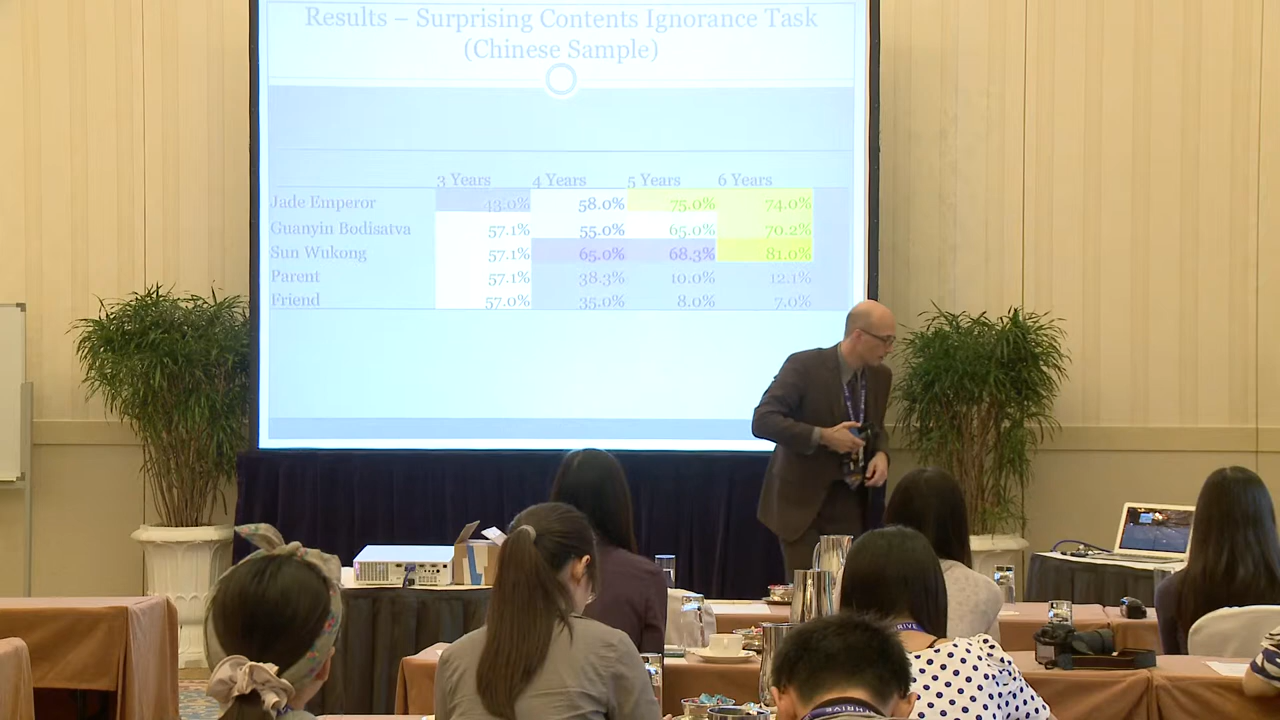 Results – Surprising Contents Ignorance Task
(Chinese Sample)
3 Years 4 Years 5 Years 6 Years
Jade Emperor 43.0% 58.0% 75.0% 74.0%
Guanyin Bodisatva 57.1% 55.0% 65.0% 70.2%
Sun Wukong 57.1% 65.0% 68.3% 81.0%
Parent 57.1% 38.3% 10.0% 12.1%
Friend 57.0% 35.0% 8.0% 7.0%
THRIVE
THRIVE